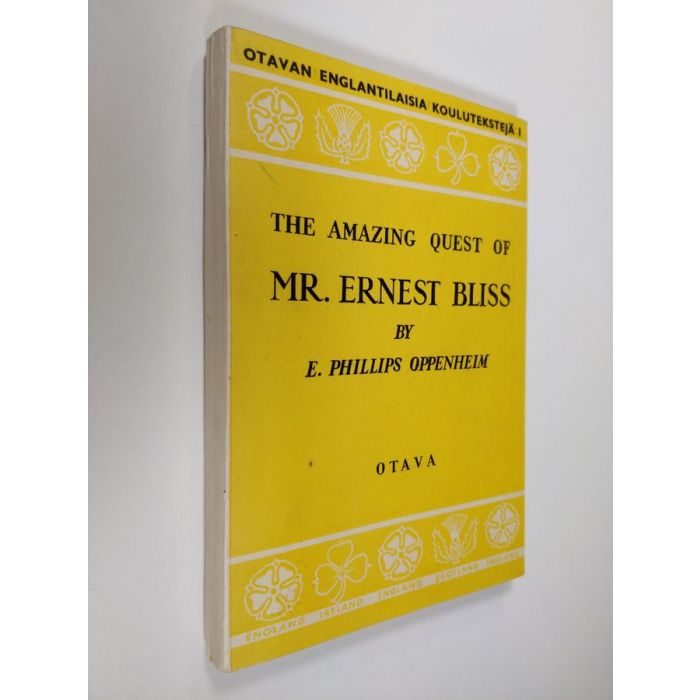 OTAVAN ENGLANTILAISIA KOULUTEKSTEJÄ I
THE AMAZING QUEST OF
MR. ERNEST BLISS
BY
E. PHILLIPS OPPENHEIM
OTAVA
ENGLAND IRELAND ENGLAND SCOTLAND ENGLAND